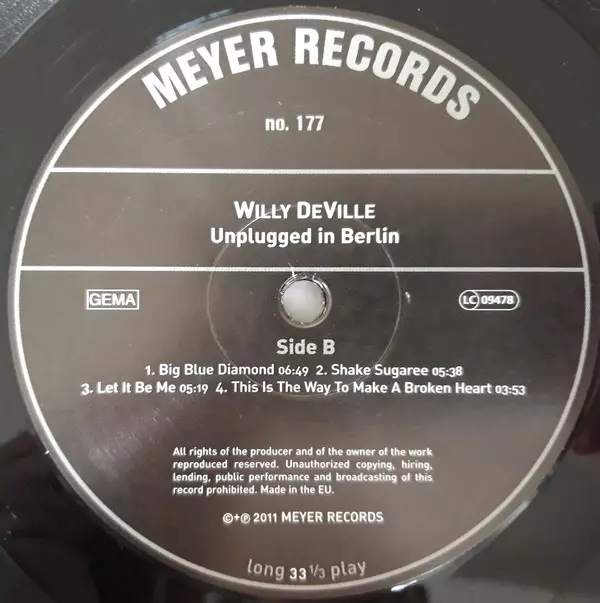 MEYER RECORDS
no. 177
WILLY DEVILLE
Unplugged in Berlin
GEMA
LC 09478
Side B
1. Big Blue Diamond 06:49 2. Shake Sugaree 05:38
3. Let It Be Me 05:19 4. This Is The Way To Make A Broken Heart 03:53
All rights of the producer and of the owner of the work
reproduced reserved. Unauthorized copying, hiring,
lending, public performance and broadcasting of this
record prohibited. Made in the EU.
©+℗ 2011 MEYER RECORDS
long 33 1/3 play